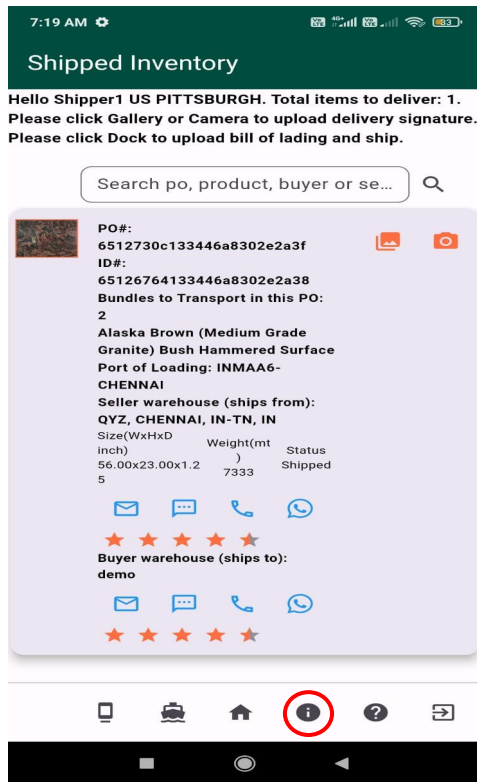 7:19 AM
4G+
83
Shipped Inventory
Hello Shipper1 US PITTSBURGH. Total items to deliver: 1.
Please click Gallery or Camera to upload delivery signature.
Please click Dock to upload bill of lading and ship.
Search po, product, buyer or se...
PO#:
6512730c133446a8302e2a3f
ID#:
65126764133446a8302e2a38
Bundles to Transport in this PO:
2
Alaska Brown (Medium Grade
Granite) Bush Hammered Surface
Port of Loading: INMAA6-
CHENNAI
Seller warehouse (ships from):
QYZ, CHENNAI, IN-TN, IN
Size(WxHxD
inch)
56.00x23.00x1.2
5
Weight(mt
)
7333
Status
Shipped
Buyer warehouse (ships to):
demo